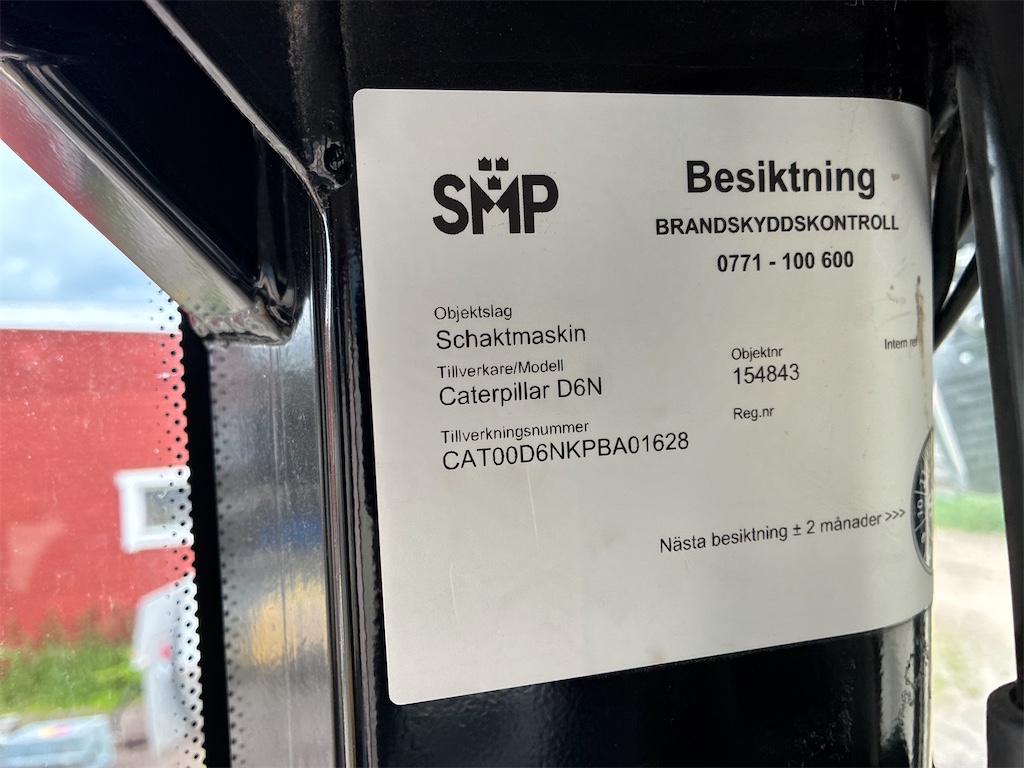 SMP
Besiktning
BRANDSKYDDSKONTROLL
0771 - 100 600
Objektslag
Schaktmaskin
Tillverkare/Modell
Caterpillar D6N
Tillverkningsnummer
CAT00D6NKPBA01628
Objektnr
154843
Reg.nr
Intern ref
Nästa besiktning ± 2 månader >>>